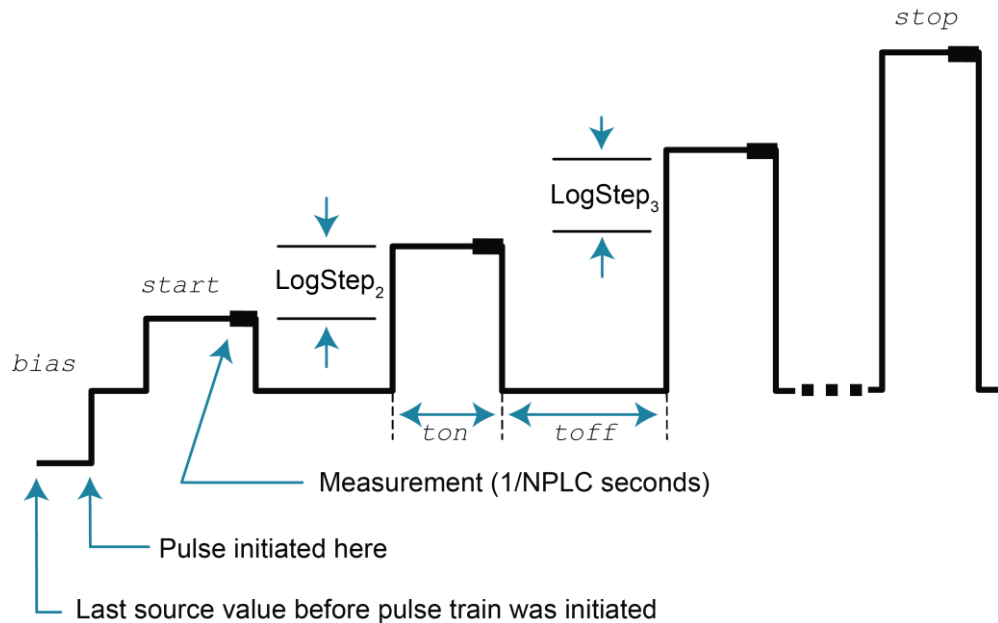 stop
LogStep₃
start
LogStep₂
bias
ton
toff
Measurement (1/NPLC seconds)
Pulse initiated here
Last source value before pulse train was initiated